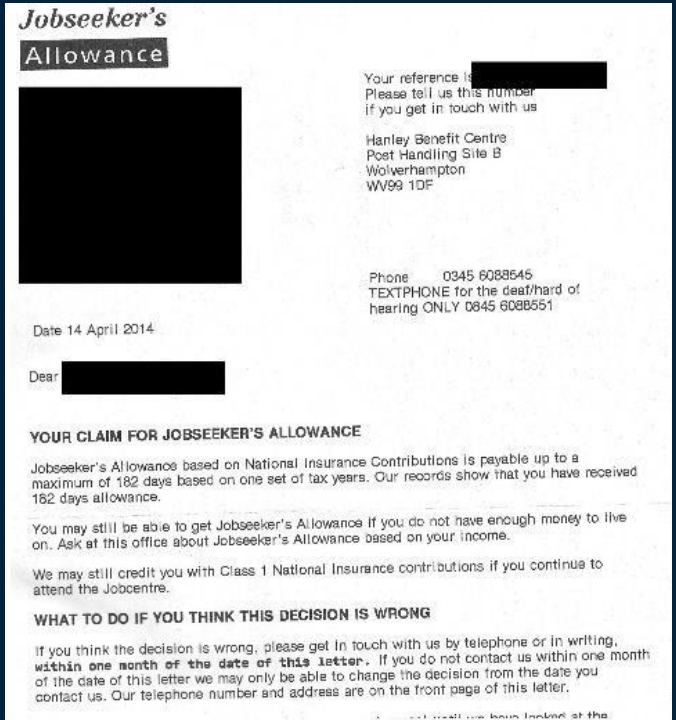 Jobseeker's
Allowance
Your reference is
Please tell us this number
if you get in touch with us
Hanley Benefit Centre
Post Handling Site B
Wolverhampton
WV99 1DF
Phone 0345 6088545
TEXTPHONE for the deaf/hard of
hearing ONLY 0845 6088551
Date 14 April 2014
Dear
YOUR CLAIM FOR JOBSEEKER'S ALLOWANCE
Jobseeker's Allowance based on National Insurance Contributions is payable up to a
maximum of 182 days based on one set of tax years. Our records show that you have received
182 days allowance.
You may still be able to get Jobseeker's Allowance if you do not have enough money to live
on. Ask at this office about Jobseeker's Allowance based on your income.
We may still credit you with Class 1 National Insurance contributions if you continue to
attend the Jobcentre.
WHAT TO DO IF YOU THINK THIS DECISION IS WRONG
If you think the decision is wrong, please get in touch with us by telephone or in writing,
within one month of the date of this letter. If you do not contact us within one month
of the date of this letter we may only be able to change the decision from the date you
contact us. Our telephone number and address are on the front page of this letter.
until we have looked at the